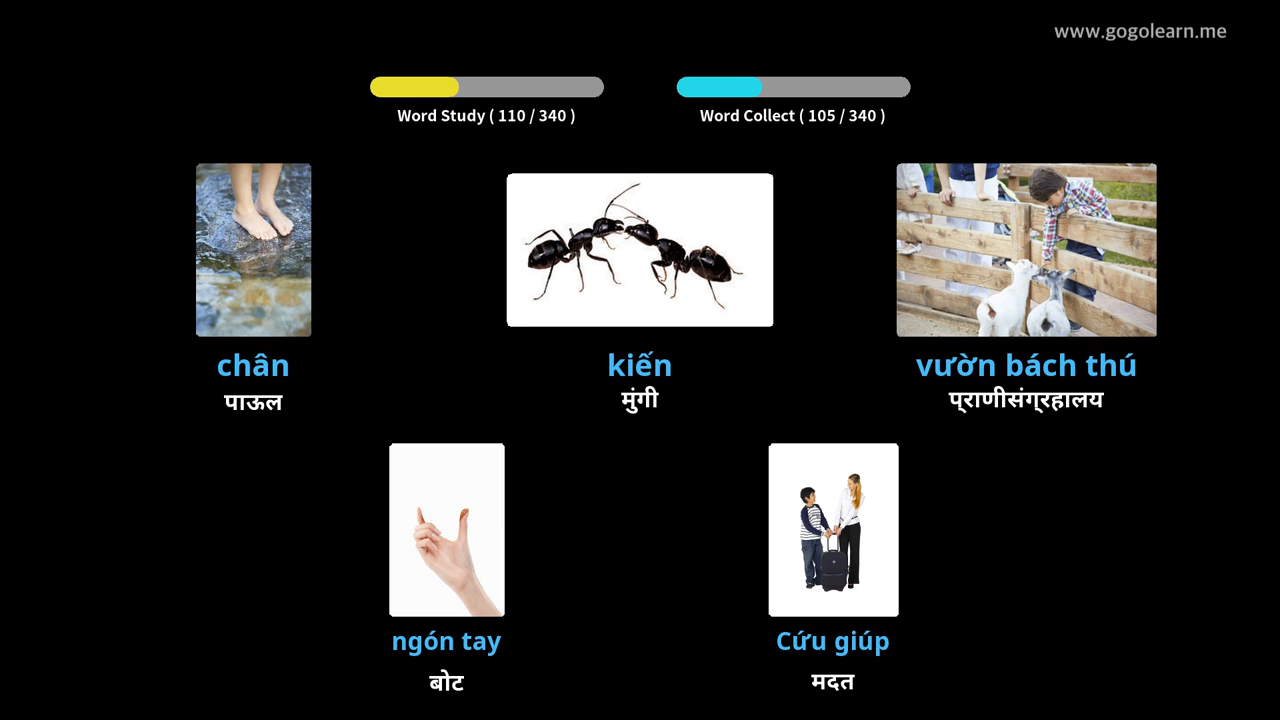 www.gogolearn.me
Word Study ( 110 / 340 )
Word Collect ( 105 / 340 )
chân
kiến
vườn bách thú
पाऊल
मुंगी
प्राणीसंग्रहालय
ngón tay
Cứu giúp
बोट
मदत